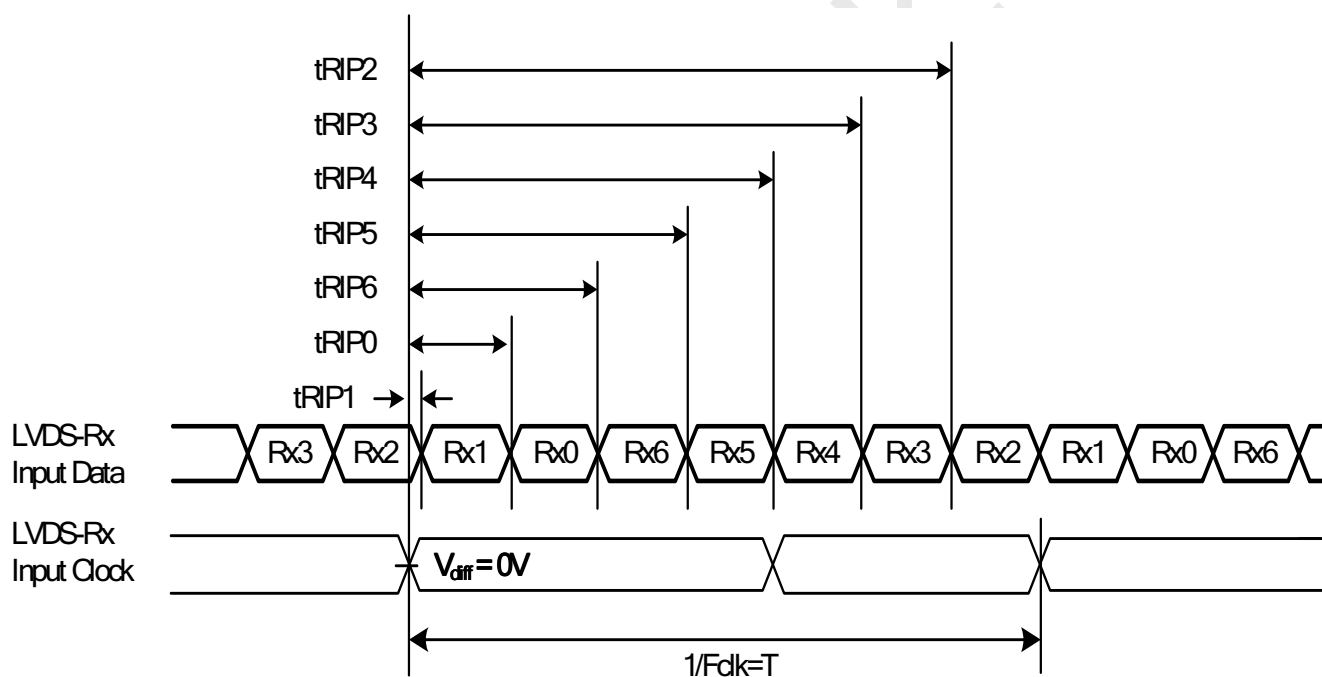 tRIP2
tRIP3
tRIP4
tRIP5
tRIP6
tRIP0
tRIP1
LVDS-Rx
Input Data
Rx3 Rx2 Rx1 Rx0 Rx6 Rx5 Rx4 Rx3 Rx2 Rx1 Rx0 Rx6
LVDS-Rx
Input Clock
Vdiff = 0V
1/Fclk=T